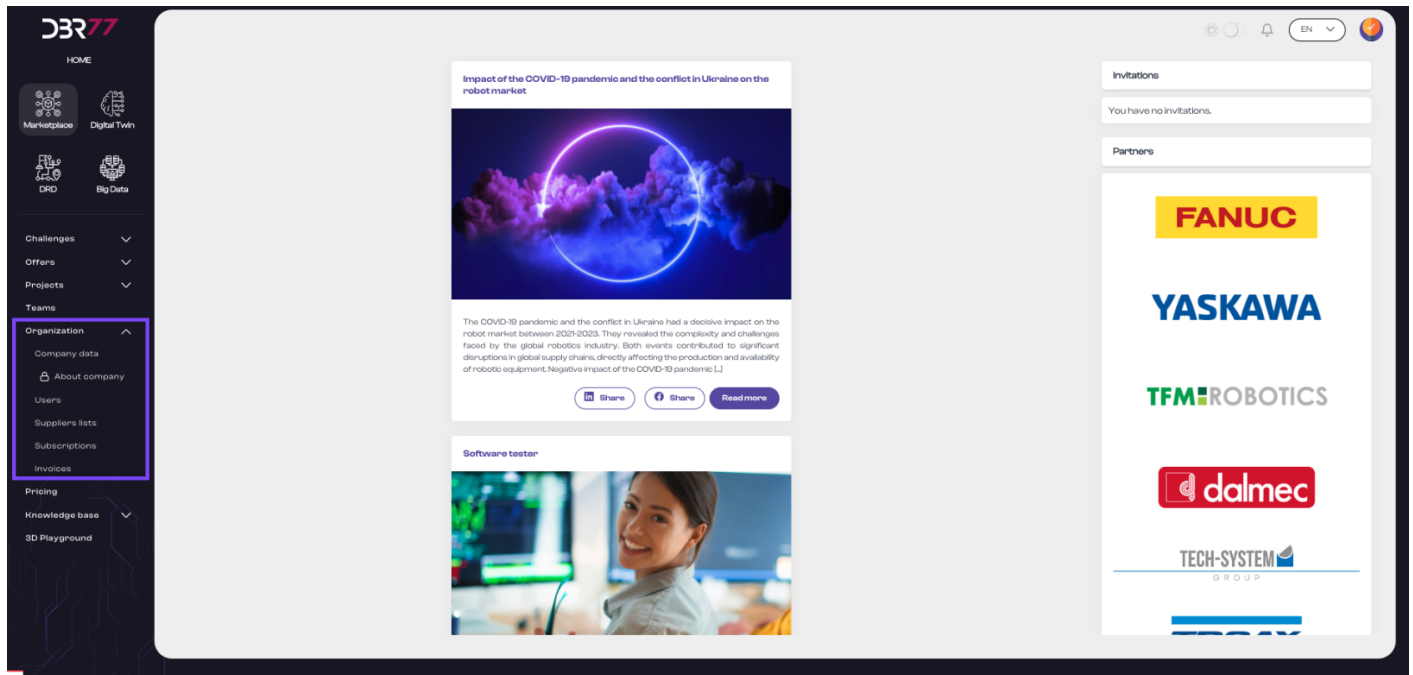 DBR77
HOME
Marketplace
Digital Twin
DRD
Big Data
Challenges
Offers
Projects
Teams
Organization
Company data
About company
Users
Suppliers lists
Subscriptions
Invoices
Pricing
Knowledge base
3D Playground
EN
Impact of the COVID-19 pandemic and the conflict in Ukraine on the
robot market
The COVID-19 pandemic and the conflict in Ukraine had a decisive impact on the
robot market between 2021-2023. They revealed the complexity and challenges
faced by the global robotics industry. Both events contributed to significant
disruptions in global supply chains, directly affecting the production and availability
of robotic equipment. Negative impact of the COVID-19 pandemic [...]
Share
Share
Read more
Software tester
Invitations
You have no invitations.
Partners
FANUC
YASKAWA
TFM ROBOTICS
dalmec
TECH-SYSTEM
GROUP